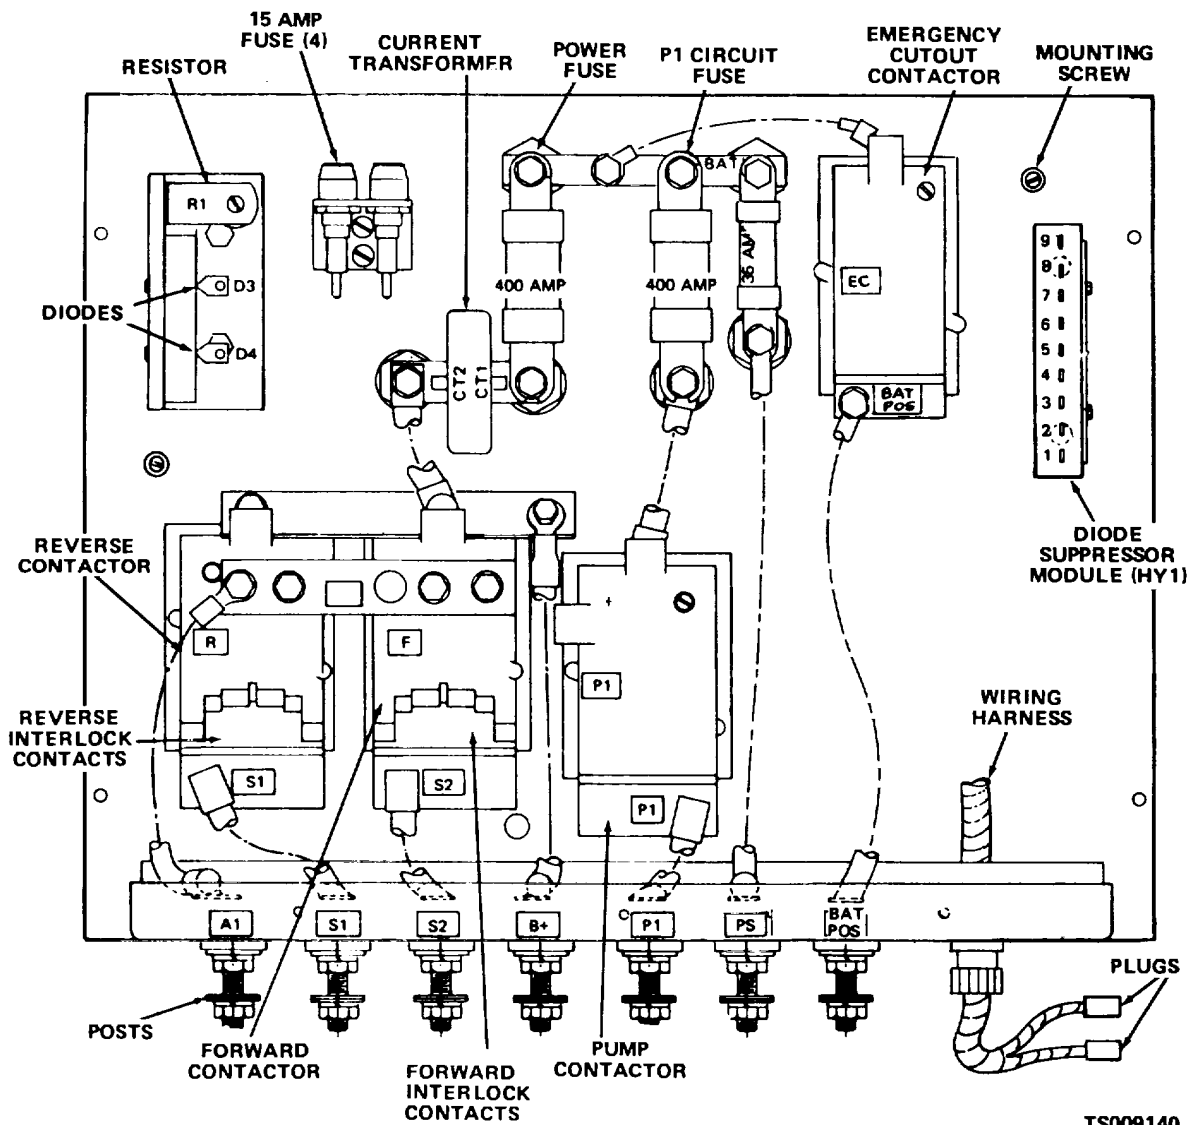 15 AMP
FUSE (4)
RESISTOR
CURRENT
TRANSFORMER
POWER
FUSE
P1 CIRCUIT
FUSE
EMERGENCY
CUTOUT
CONTACTOR
MOUNTING
SCREW
R1
BAT
D3
DIODES
D4
400 AMP
400 AMP
35 AMP
EC
CT2
CT1
BAT
POS
9
8
7
6
5
4
3
2
1
DIODE
SUPPRESSOR
MODULE (HY1)
REVERSE
CONTACTOR
R
F
+
P1
REVERSE
INTERLOCK
CONTACTS
WIRING
HARNESS
S1
S2
P1
A1
S1
S2
B+
P1
PS
BAT
POS
POSTS
FORWARD
CONTACTOR
FORWARD
INTERLOCK
CONTACTS
PUMP
CONTACTOR
PLUGS
TS009140